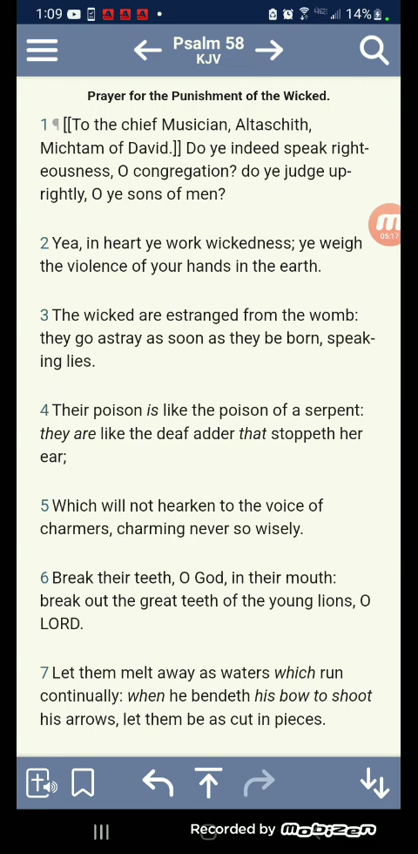 1:09 14%
Psalm 58
KJV
Prayer for the Punishment of the Wicked.
1 ¶ [[To the chief Musician, Altaschith,
Michtam of David.]] Do ye indeed speak right-
eousness, O congregation? do ye judge up-
rightly, O ye sons of men?
05:17
2 Yea, in heart ye work wickedness; ye weigh
the violence of your hands in the earth.
3 The wicked are estranged from the womb:
they go astray as soon as they be born, speak-
ing lies.
4 Their poison is like the poison of a serpent:
they are like the deaf adder that stoppeth her
ear;
5 Which will not hearken to the voice of
charmers, charming never so wisely.
6 Break their teeth, O God, in their mouth:
break out the great teeth of the young lions, O
LORD.
7 Let them melt away as waters which run
continually: when he bendeth his bow to shoot
his arrows, let them be as cut in pieces.
Recorded by mobizen